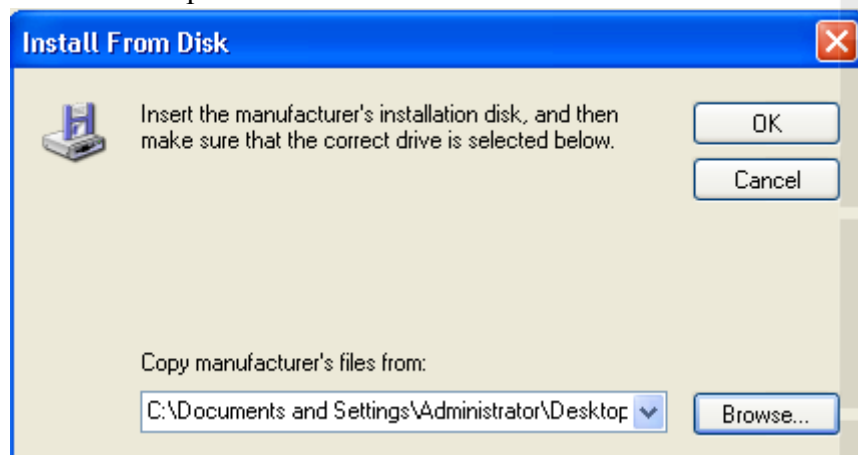 Install From Disk
Insert the manufacturer's installation disk, and then
make sure that the correct drive is selected below.
OK
Cancel
Copy manufacturer's files from:
C:\Documents and Settings\Administrator\Desktop
Browse...